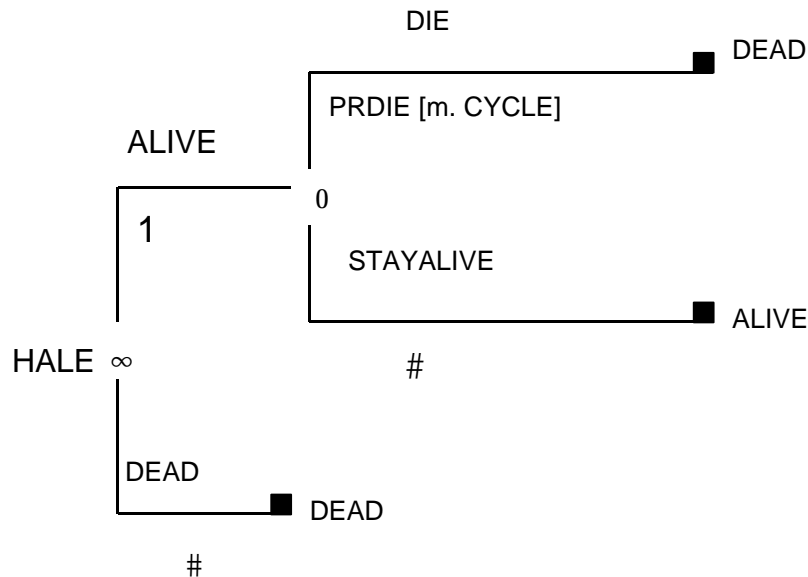 DIE
DEAD
PRDIE [m. CYCLE]
ALIVE
0
1
STAYALIVE
ALIVE
HALE ∞
#
DEAD
DEAD
#